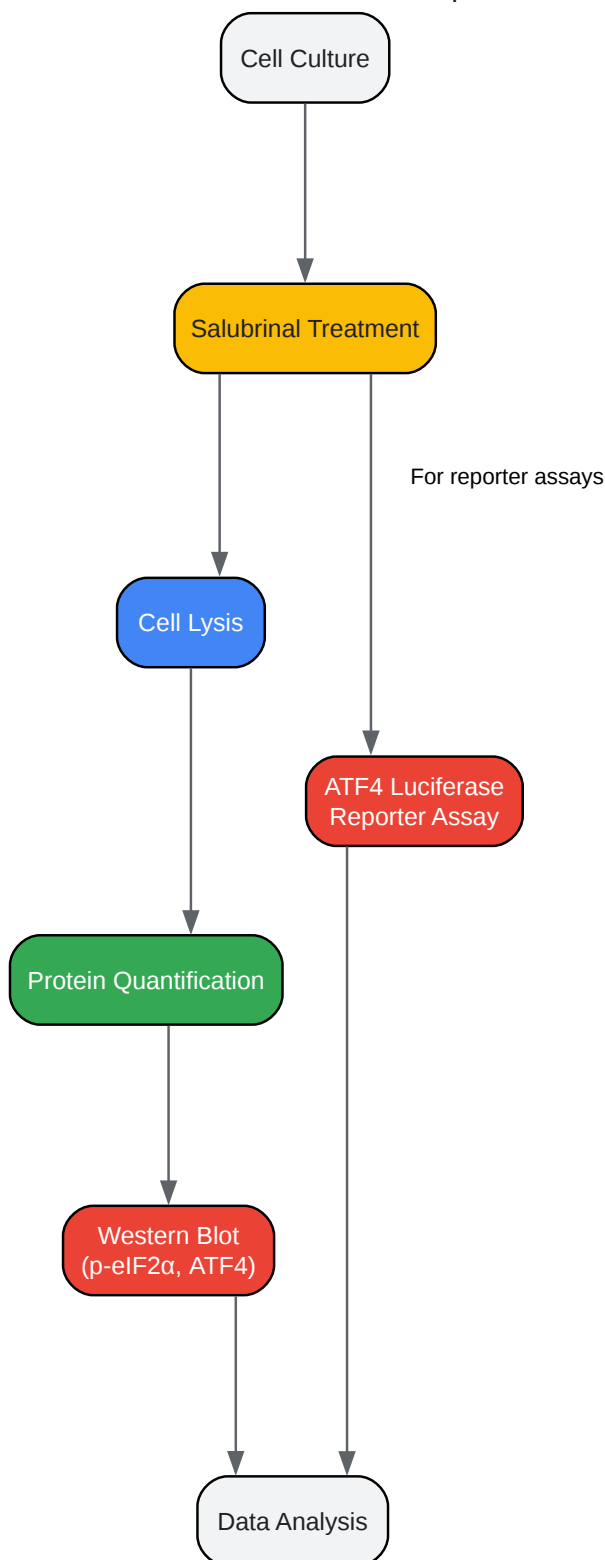 Cell Culture
Salubrinal Treatment
For reporter assays
Cell Lysis
ATF4 Luciferase
Reporter Assay
Protein Quantification
Western Blot
(p-eIF2α, ATF4)
Data Analysis